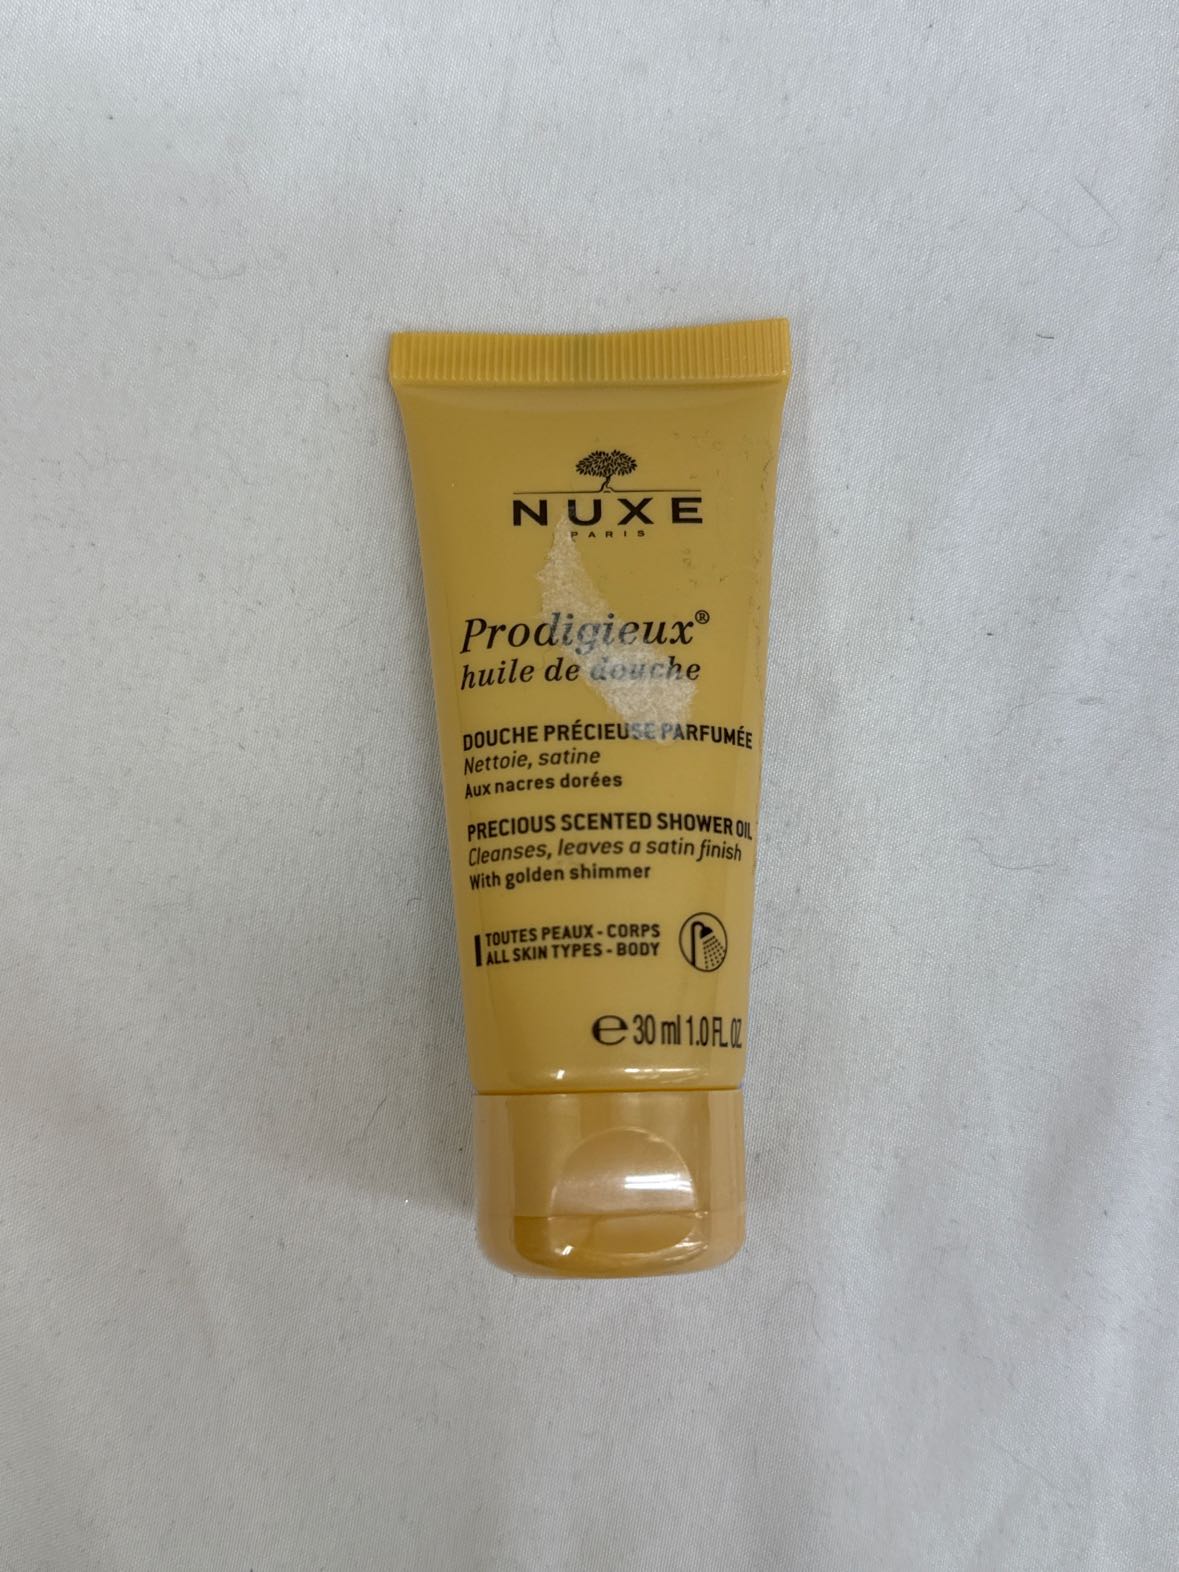 NUXE
PARIS
Prodigieux®
huile de douche
DOUCHE PRÉCIEUSE PARFUMÉE
Nettoie, satine
Aux nacres dorées
PRECIOUS SCENTED SHOWER OIL
Cleanses, leaves a satin finish
With golden shimmer
TOUTES PEAUX - CORPS
ALL SKIN TYPES - BODY
℮ 30 ml 1.0 FL. OZ